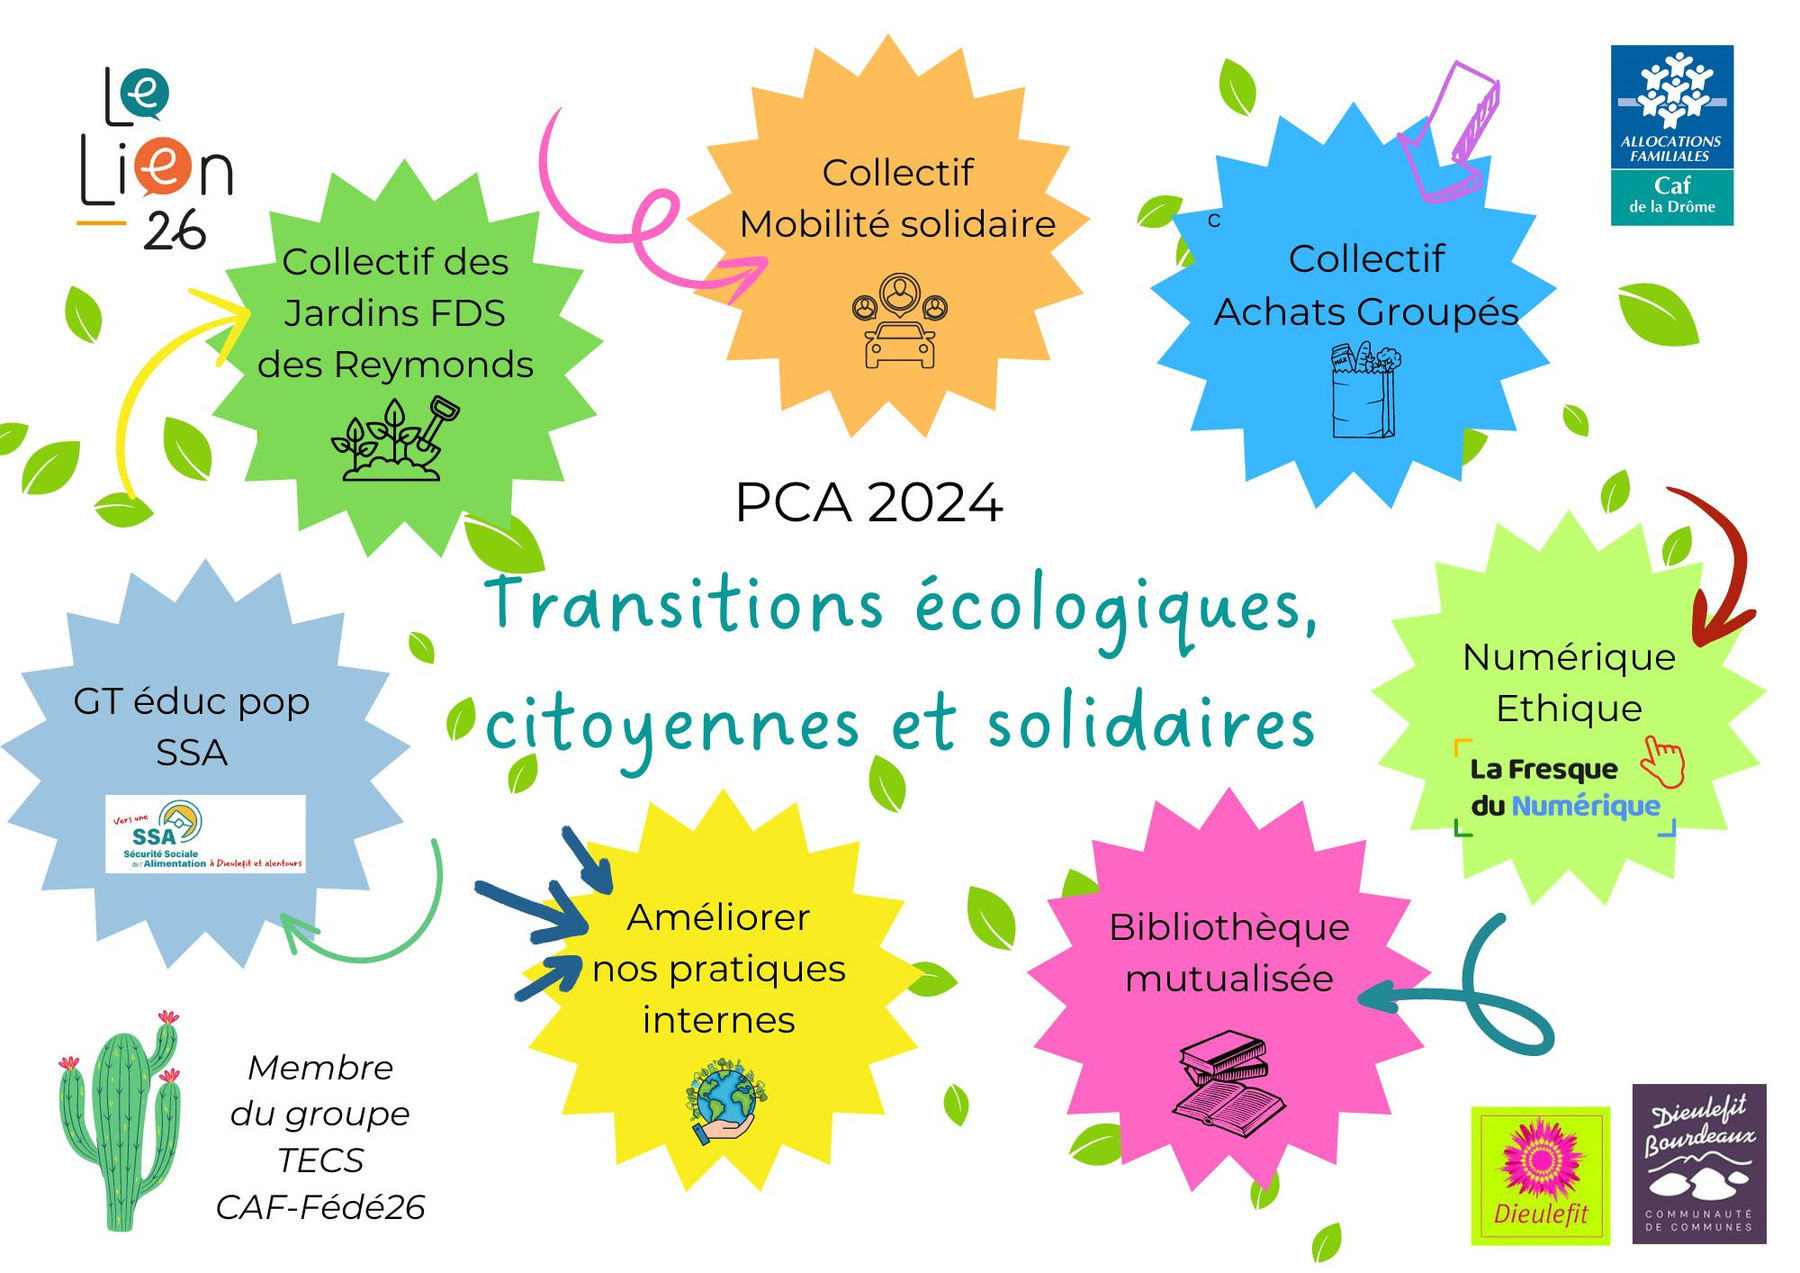 Le
Lien
26
Collectif des
Jardins FDS
des Reymonds
Collectif
Mobilité solidaire
c
Collectif
Achats Groupés
MILK
ALLOCATIONS
FAMILIALES
Caf
de la Drôme
PCA 2024
Transitions écologiques,
citoyennes et solidaires
GT éduc pop
SSA
Vers une
SSA
Sécurité Sociale
de l'Alimentation à Dieulefit et alentours
Numérique
Ethique
La Fresque
du Numérique
Améliorer
nos pratiques
internes
Bibliothèque
mutualisée
Membre
du groupe
TECS
CAF-Fédé26
Dieulefit
Dieulefit
Bourdeaux
COMMUNAUTÉ
DE COMMUNES